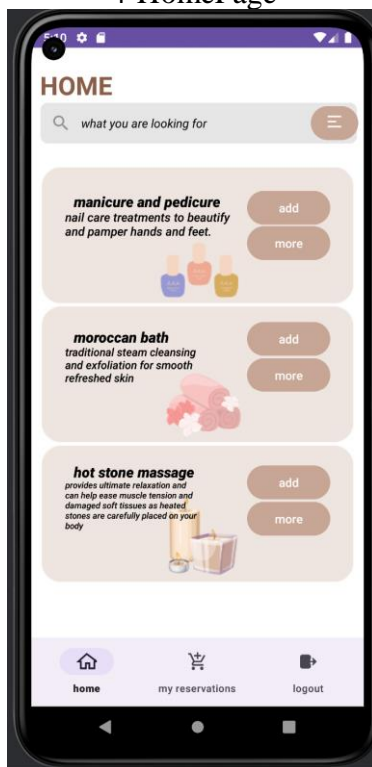 HomePage
5:10
HOME
what you are looking for
manicure and pedicure
nail care treatments to beautify
and pamper hands and feet.
add
more
moroccan bath
traditional steam cleansing
and exfoliation for smooth
refreshed skin
add
more
hot stone massage
provides ultimate relaxation and
can help ease muscle tension and
damaged soft tissues as heated
stones are carefully placed on your
body
add
more
home
my reservations
logout